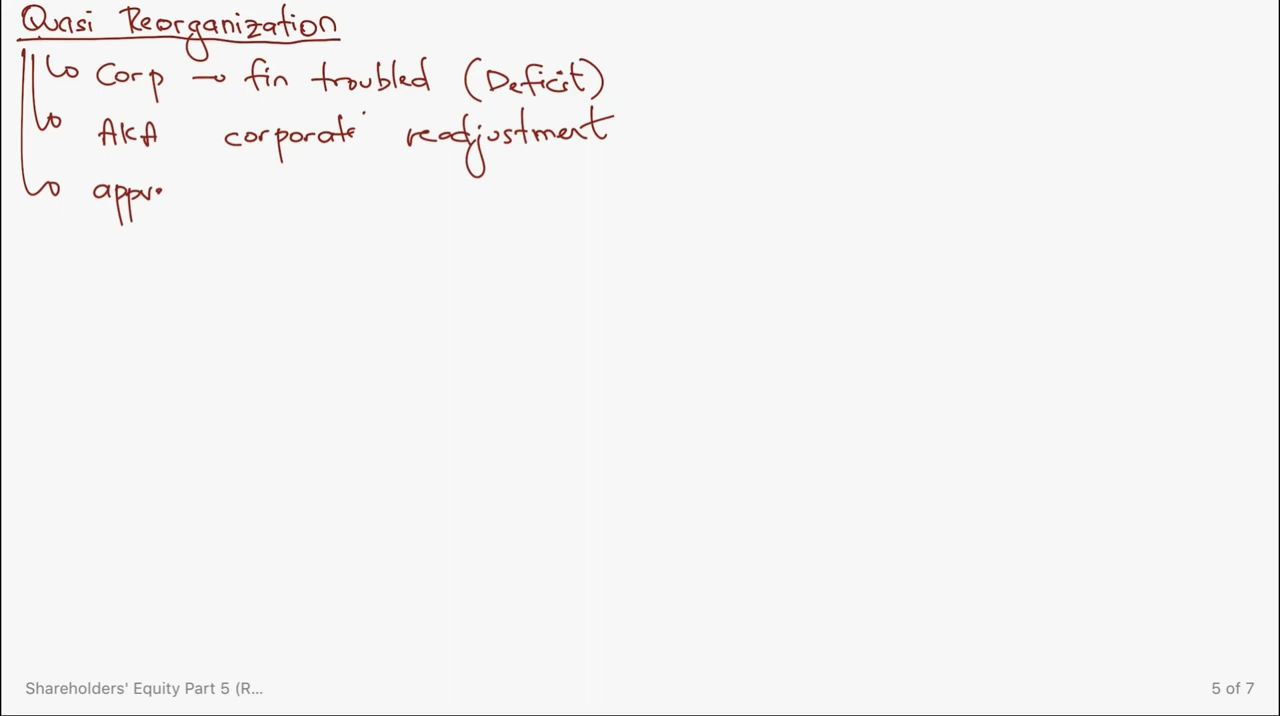 Quasi Reorganization
Corp → fin troubled (Deficit)
AKA corporate readjustment
appr
Shareholders' Equity Part 5 (R...
5 of 7